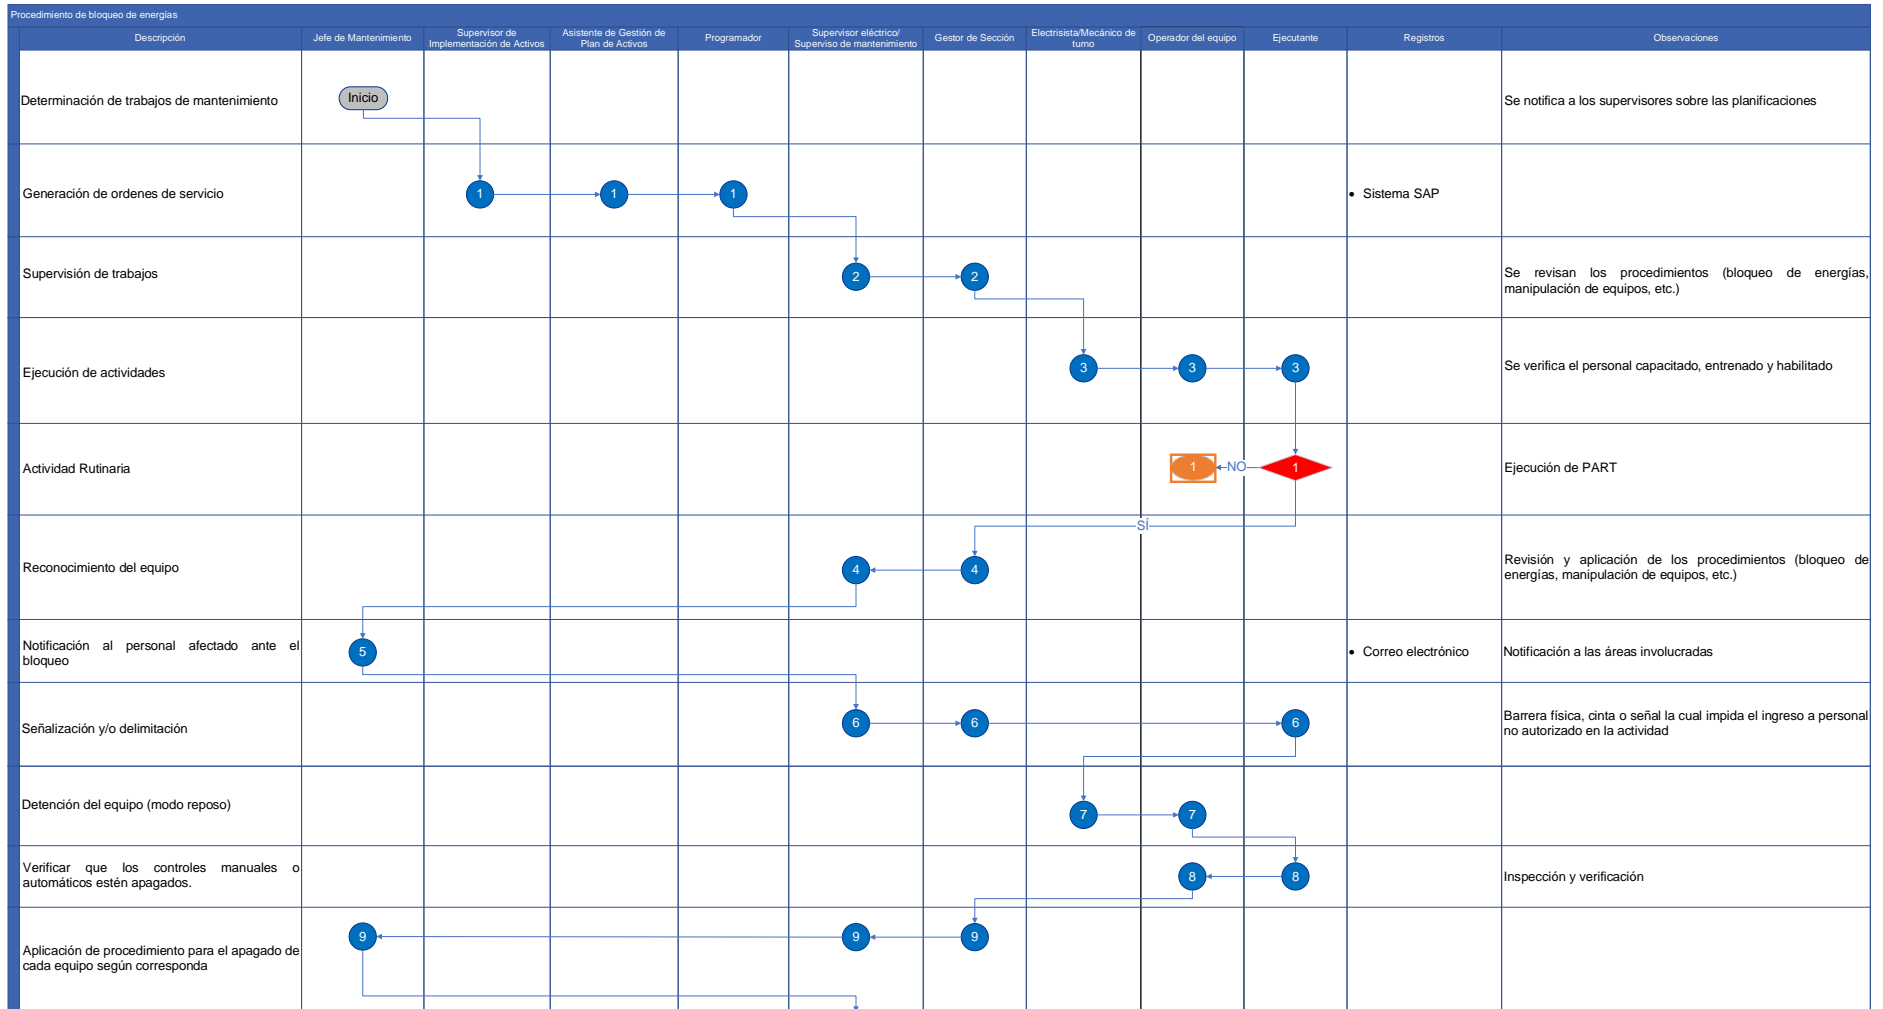 Procedimiento de bloqueo de energías
Descripción
Jefe de Mantenimiento
Supervisor de
Implementación de Activos
Asistente de Gestión de
Plan de Activos
Programador
Supervisor eléctrico/
Superviso de mantenimiento
Gestor de Sección
Electrisista/Mecánico de
turno
Operador del equipo
Ejecutante
Registros
Observaciones
Determinación de trabajos de mantenimiento
Inicio
Se notifica a los supervisores sobre las planificaciones
Generación de ordenes de servicio
1
1
1
• Sistema SAP
Supervisión de trabajos
2
2
Se revisan los procedimientos (bloqueo de energías,
manipulación de equipos, etc.)
Ejecución de actividades
3
3
3
Se verifica el personal capacitado, entrenado y habilitado
Actividad Rutinaria
1
NO
1
Ejecución de PART
SÍ
Reconocimiento del equipo
4
4
Revisión y aplicación de los procedimientos (bloqueo de
energías, manipulación de equipos, etc.)
Notificación al personal afectado ante el
bloqueo
5
• Correo electrónico
Notificación a las áreas involucradas
Señalización y/o delimitación
6
6
6
Barrera física, cinta o señal la cual impida el ingreso a personal
no autorizado en la actividad
Detención del equipo (modo reposo)
7
7
Verificar que los controles manuales o
automáticos estén apagados.
8
8
Inspección y verificación
Aplicación de procedimiento para el apagado de
cada equipo según corresponda
9
9
9